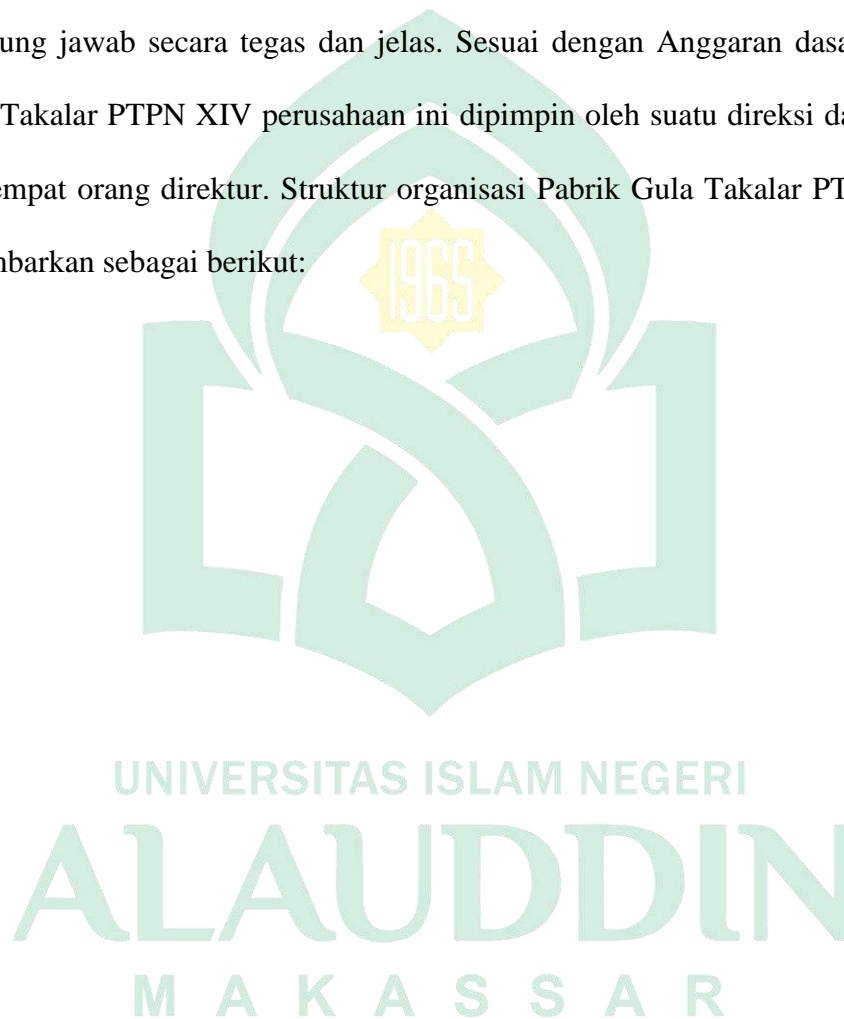 ung jawab secara tegas dan jelas. Sesuai dengan Anggaran dasa
Takalar PTPN XIV perusahaan ini dipimpin oleh suatu direksi da
empat orang direktur. Struktur organisasi Pabrik Gula Takalar PT
nbarkan sebagai berikut:
1965
UNIVERSITAS ISLAM NEGERI
ALAUDDIN
MAKASSAR